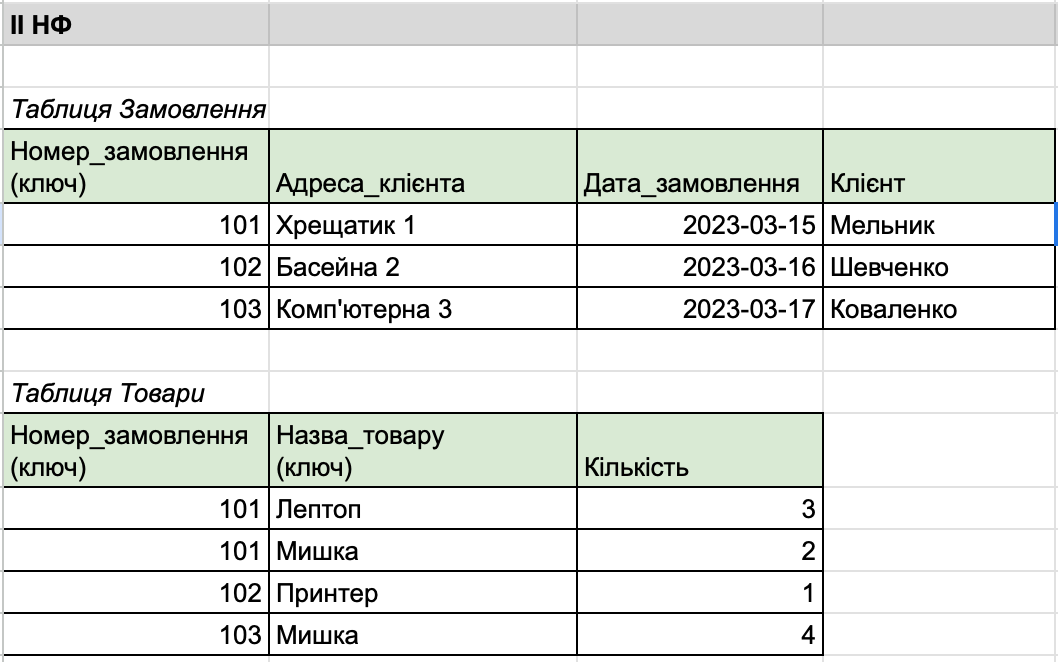 II НФ
Таблиця Замовлення
Номер_замовлення (ключ) Адреса_клієнта Дата_замовлення Клієнт
101 Хрещатик 1 2023-03-15 Мельник
102 Басейна 2 2023-03-16 Шевченко
103 Комп'ютерна 3 2023-03-17 Коваленко
Таблиця Товари
Номер_замовлення (ключ) Назва_товару (ключ) Кількість
101 Лептоп 3
101 Мишка 2
102 Принтер 1
103 Мишка 4